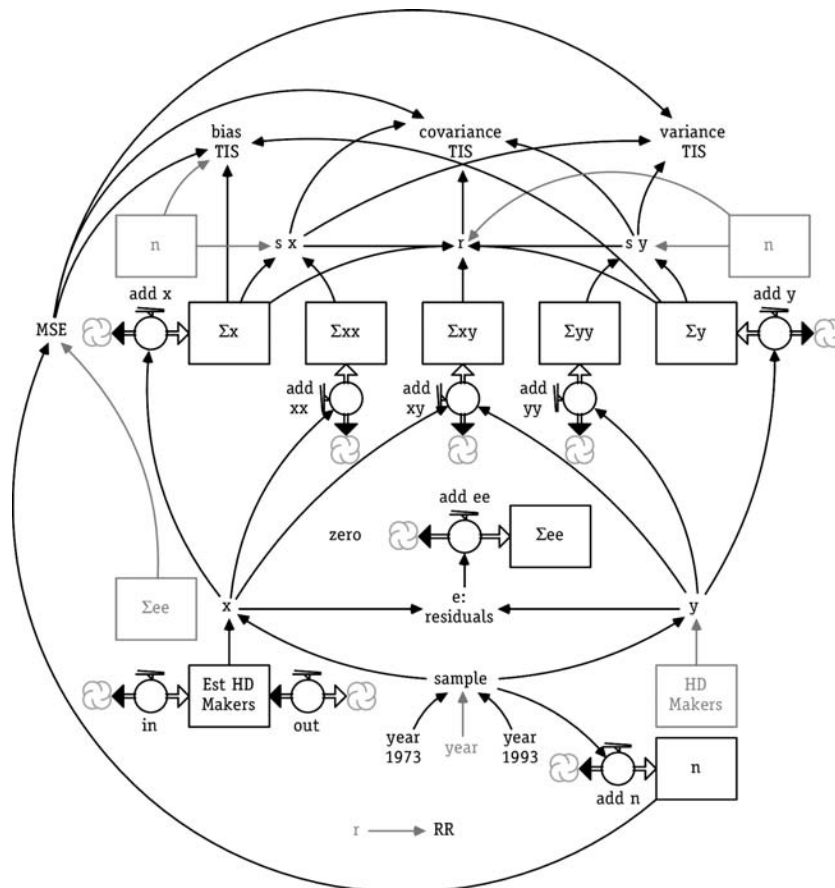 bias
TIS
covariance
TIS
variance
TIS
n
s x
r
s y
n
add x
add y
MSE
Σx
Σxx
Σxy
Σyy
Σy
add
xx
add
xy
add
yy
add ee
zero
Σee
Σee
x
e:
residuals
y
Est HD
Makers
sample
HD
Makers
in
out
year
1973
year
year
1993
n
add n
r
RR